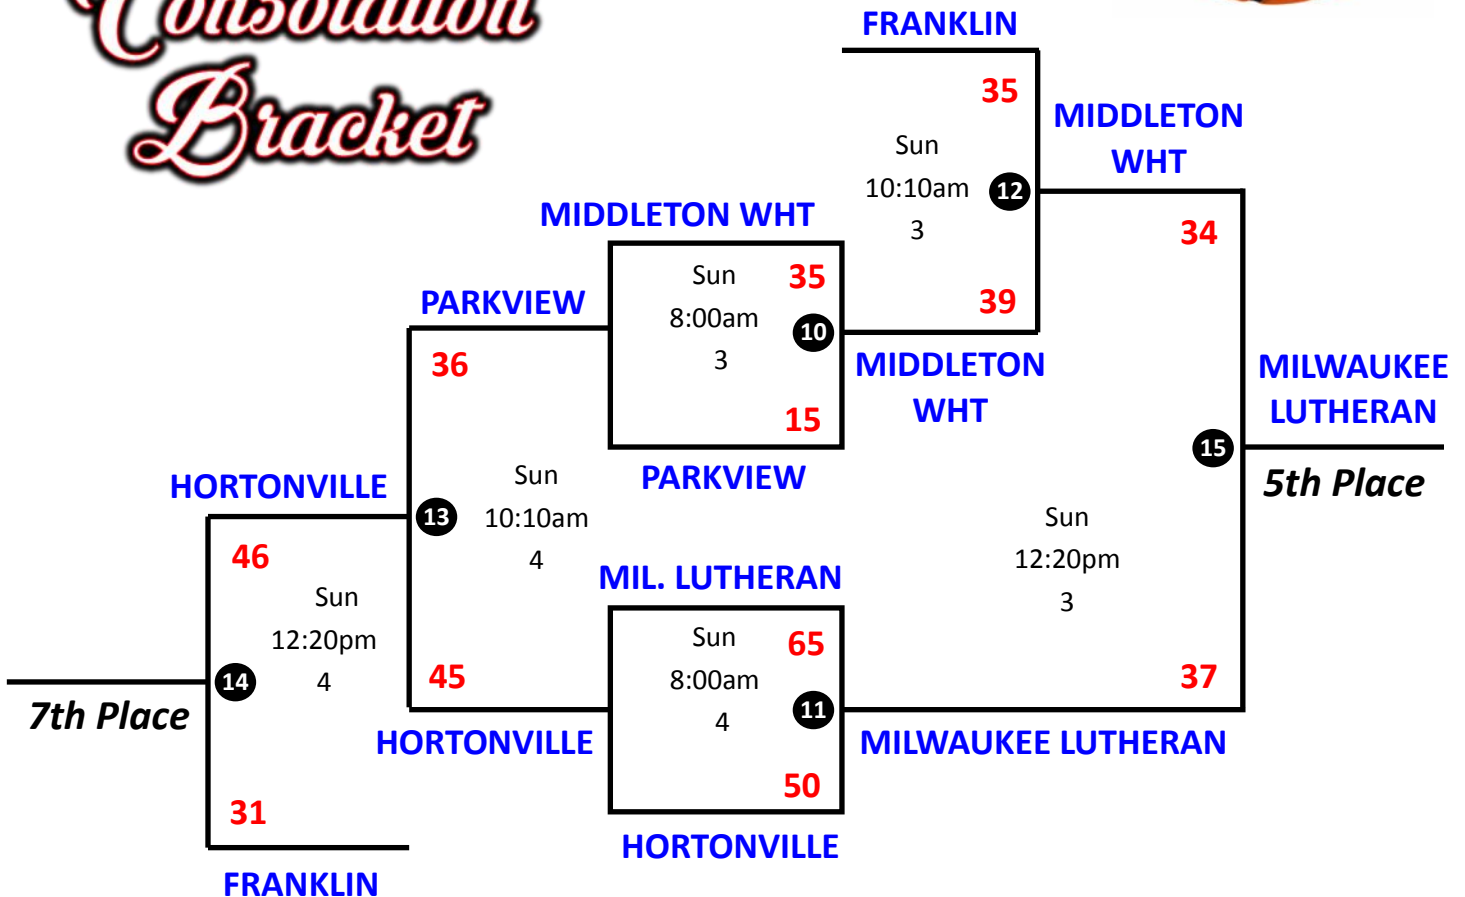 Consolation
Bracket
FRANKLIN
35
MIDDLETON
WHT
Sun
10:10am
3
12
39
34
MIDDLETON WHT
Sun
8:00am
3
35
10
15
PARKVIEW
MIDDLETON
WHT
PARKVIEW
36
Sun
10:10am
4
13
45
HORTONVILLE
HORTONVILLE
46
Sun
12:20pm
4
14
7th Place
31
FRANKLIN
MIL. LUTHERAN
Sun
8:00am
4
65
11
50
HORTONVILLE
MILWAUKEE LUTHERAN
Sun
12:20pm
3
37
15
MILWAUKEE
LUTHERAN
5th Place